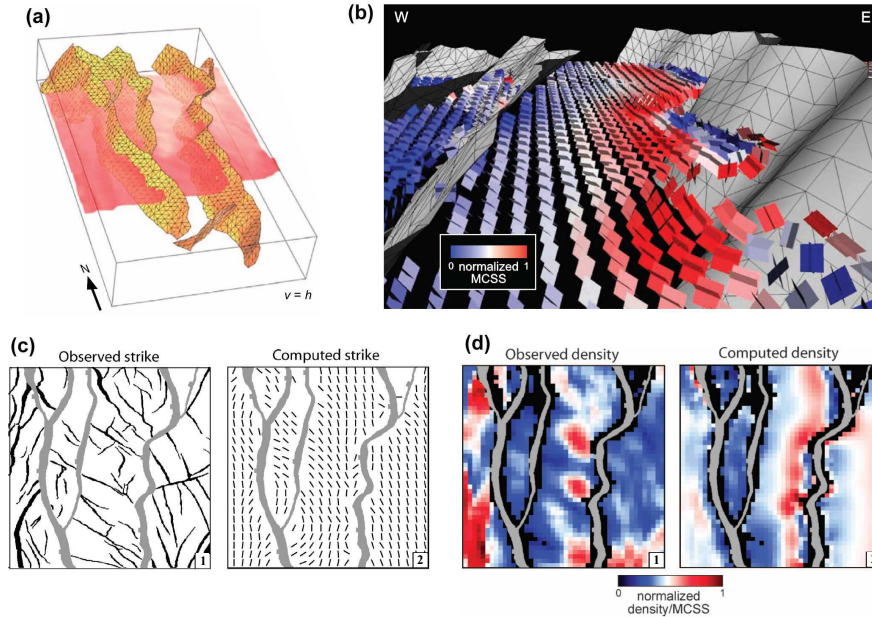 (a)
N
v = h
(b)
W
E
0 normalized 1
MCSS
(c)
Observed strike
Computed strike
1
2
(d)
Observed density
Computed density
1
0
1
normalized
density/MCSS